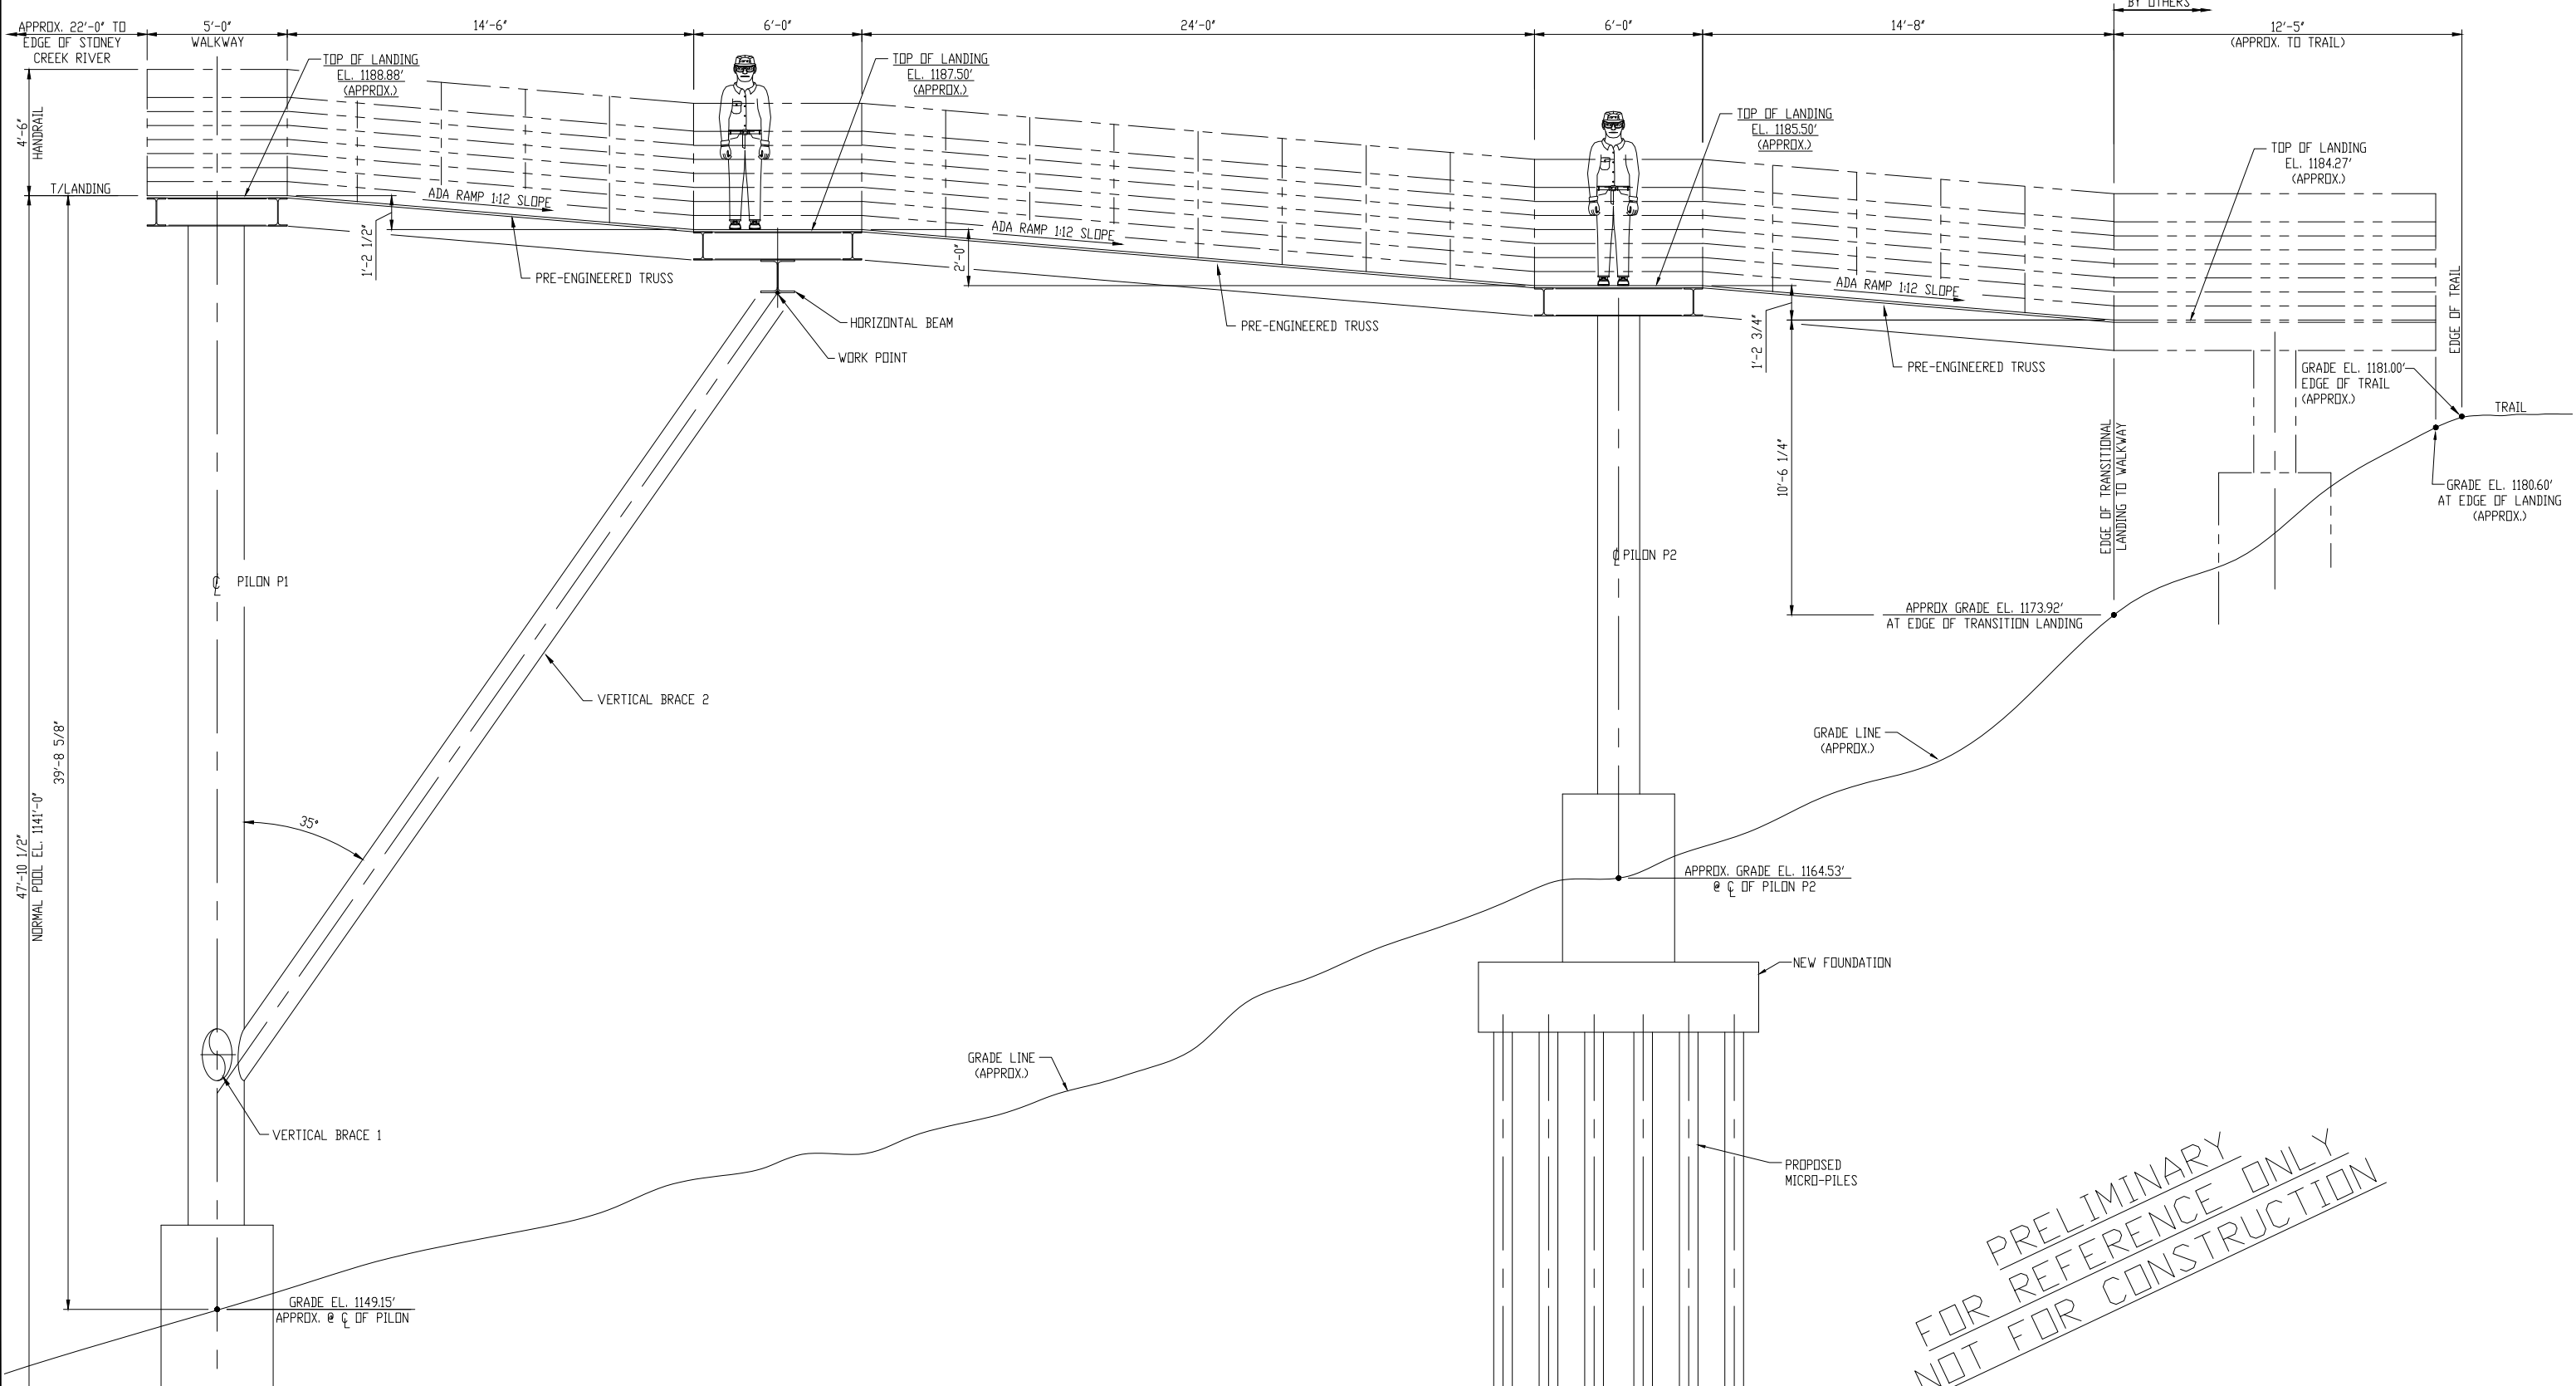 BY OTHERS
APPROX. 22'-0" TO
EDGE OF STONEY
CREEK RIVER
5'-0"
WALKWAY
14'-6"
6'-0"
24'-0"
6'-0"
14'-8"
12'-5"
(APPROX. TO TRAIL)
TOP OF LANDING
EL. 1188.88'
(APPROX.)
TOP OF LANDING
EL. 1187.50'
(APPROX.)
TOP OF LANDING
EL. 1185.50'
(APPROX.)
TOP OF LANDING
EL. 1184.27'
(APPROX.)
4'-6"
HANDRAIL
T/LANDING
ADA RAMP 1:12 SLOPE
1'-2 1/2"
PRE-ENGINEERED TRUSS
ADA RAMP 1:12 SLOPE
2'-0"
PRE-ENGINEERED TRUSS
ADA RAMP 1:12 SLOPE
1'-2 3/4"
PRE-ENGINEERED TRUSS
HORIZONTAL BEAM
WORK POINT
EDGE OF TRAIL
GRADE EL. 1181.00'
EDGE OF TRAIL
(APPROX.)
TRAIL
10'-6 1/4"
EDGE OF TRANSITIONAL
LANDING TO WALKWAY
GRADE EL. 1180.60'
AT EDGE OF LANDING
(APPROX.)
℄ PILON P1
℄ PILON P2
APPROX GRADE EL. 1173.92'
AT EDGE OF TRANSITION LANDING
VERTICAL BRACE 2
39'-8 5/8"
47'-10 1/2"
NORMAL POOL EL. 1141'-0"
35°
GRADE LINE
(APPROX.)
APPROX. GRADE EL. 1164.53'
@ ℄ OF PILON P2
NEW FOUNDATION
GRADE LINE
(APPROX.)
VERTICAL BRACE 1
PROPOSED
MICRO-PILES
GRADE EL. 1149.15'
APPROX. @ ℄ OF PILON
PRELIMINARY
FOR REFERENCE ONLY
NOT FOR CONSTRUCTION